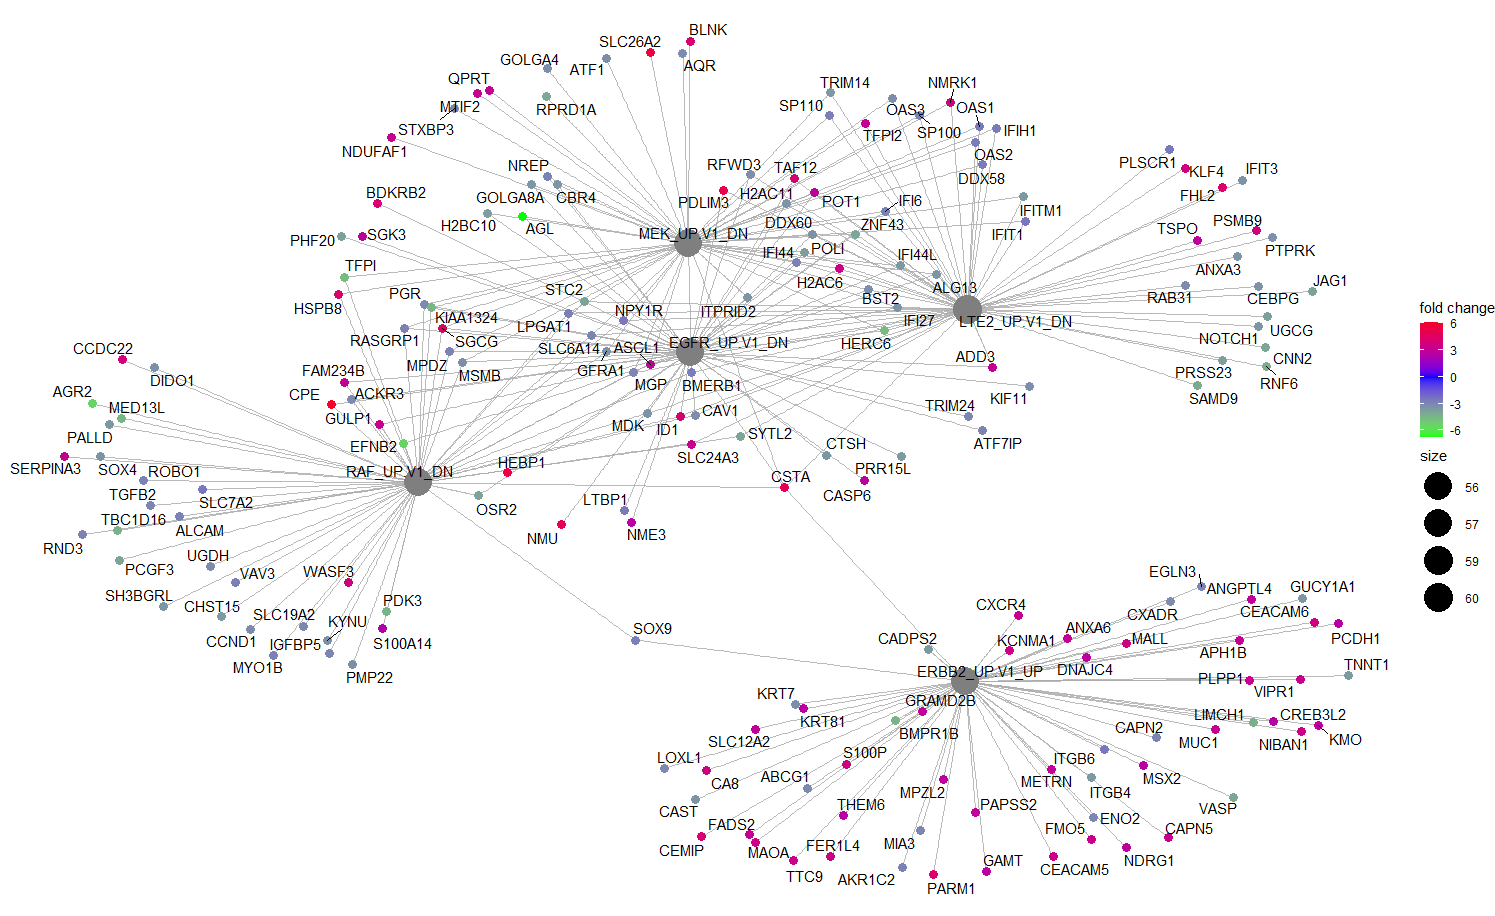 BLNK
SLC26A2
GOLGA4
ATF1
AQR
QPRT
RPRD1A
MTIF2
STXBP3
NDUFAF1
TRIM14
NMRK1
SP110
OAS3
OAS1
SP100
TFPI2
IFIH1
OAS2
DDX58
PLSCR1
KLF4
IFIT3
FHL2
NREP
GOLGA8A
CBR4
RFWD3
TAF12
H2AC11
PDLIM3
POT1
BDKRB2
H2BC10
AGL
MEK_UP.V1_DN
DDX60
IFI6
ZNF43
IFITM1
IFIT1
TSPO
PSMB9
PTPRK
PHF20
SGK3
POLI
IFI44
IFI44L
ANXA3
TFPI
H2AC6
ALG13
JAG1
HSPB8
PGR
STC2
NPY1R
ITPRID2
BST2
RAB31
CEBPG
KIAA1324
LPGAT1
IFI27
LTE2_UP.V1_DN
UGCG
RASGRP1
SGCG
SLC6A14
ASCL1
EGFR_UP.V1_DN
HERC6
NOTCH1
CNN2
CCDC22
MPDZ
MSMB
GFRA1
MGP
BMERB1
ADD3
PRSS23
RNF6
SAMD9
DIDO1
FAM234B
CPE
ACKR3
KIF11
AGR2
MED13L
GULP1
MDK
ID1
CAV1
TRIM24
ATF7IP
PALLD
EFNB2
SYTL2
CTSH
SERPINA3
SOX4
ROBO1
RAF_UP.V1_DN
HEBP1
SLC24A3
CSTA
PRR15L
CASP6
TGFB2
SLC7A2
OSR2
LTBP1
TBC1D16
ALCAM
NMU
NME3
RND3
PCGF3
UGDH
VAV3
WASF3
SH3BGRL
CHST15
SLC19A2
PDK3
CCND1
IGFBP5
KYNU
S100A14
MYO1B
PMP22
SOX9
CADPS2
EGLN3
ANGPTL4
GUCY1A1
CXCR4
CXADR
CEACAM6
KCNMA1
ANXA6
MALL
APH1B
PCDH1
ERBB2_UP.V1_UP
DNAJC4
TNNT1
PLPP1
VIPR1
KRT7
KRT81
GRAMD2B
BMPR1B
CAPN2
LIMCH1
CREB3L2
SLC12A2
MUC1
NIBAN1
KMO
LOXL1
CA8
S100P
ABCG1
ITGB6
METRN
ITGB4
MSX2
CAST
MPZL2
VASP
THEM6
PAPSS2
FADS2
ENO2
CEMIP
MAOA
FER1L4
MIA3
FMO5
CAPN5
TTC9
AKR1C2
GAMT
CEACAM5
NDRG1
PARM1
fold change
6
3
0
-3
-6
size
56
57
59
60